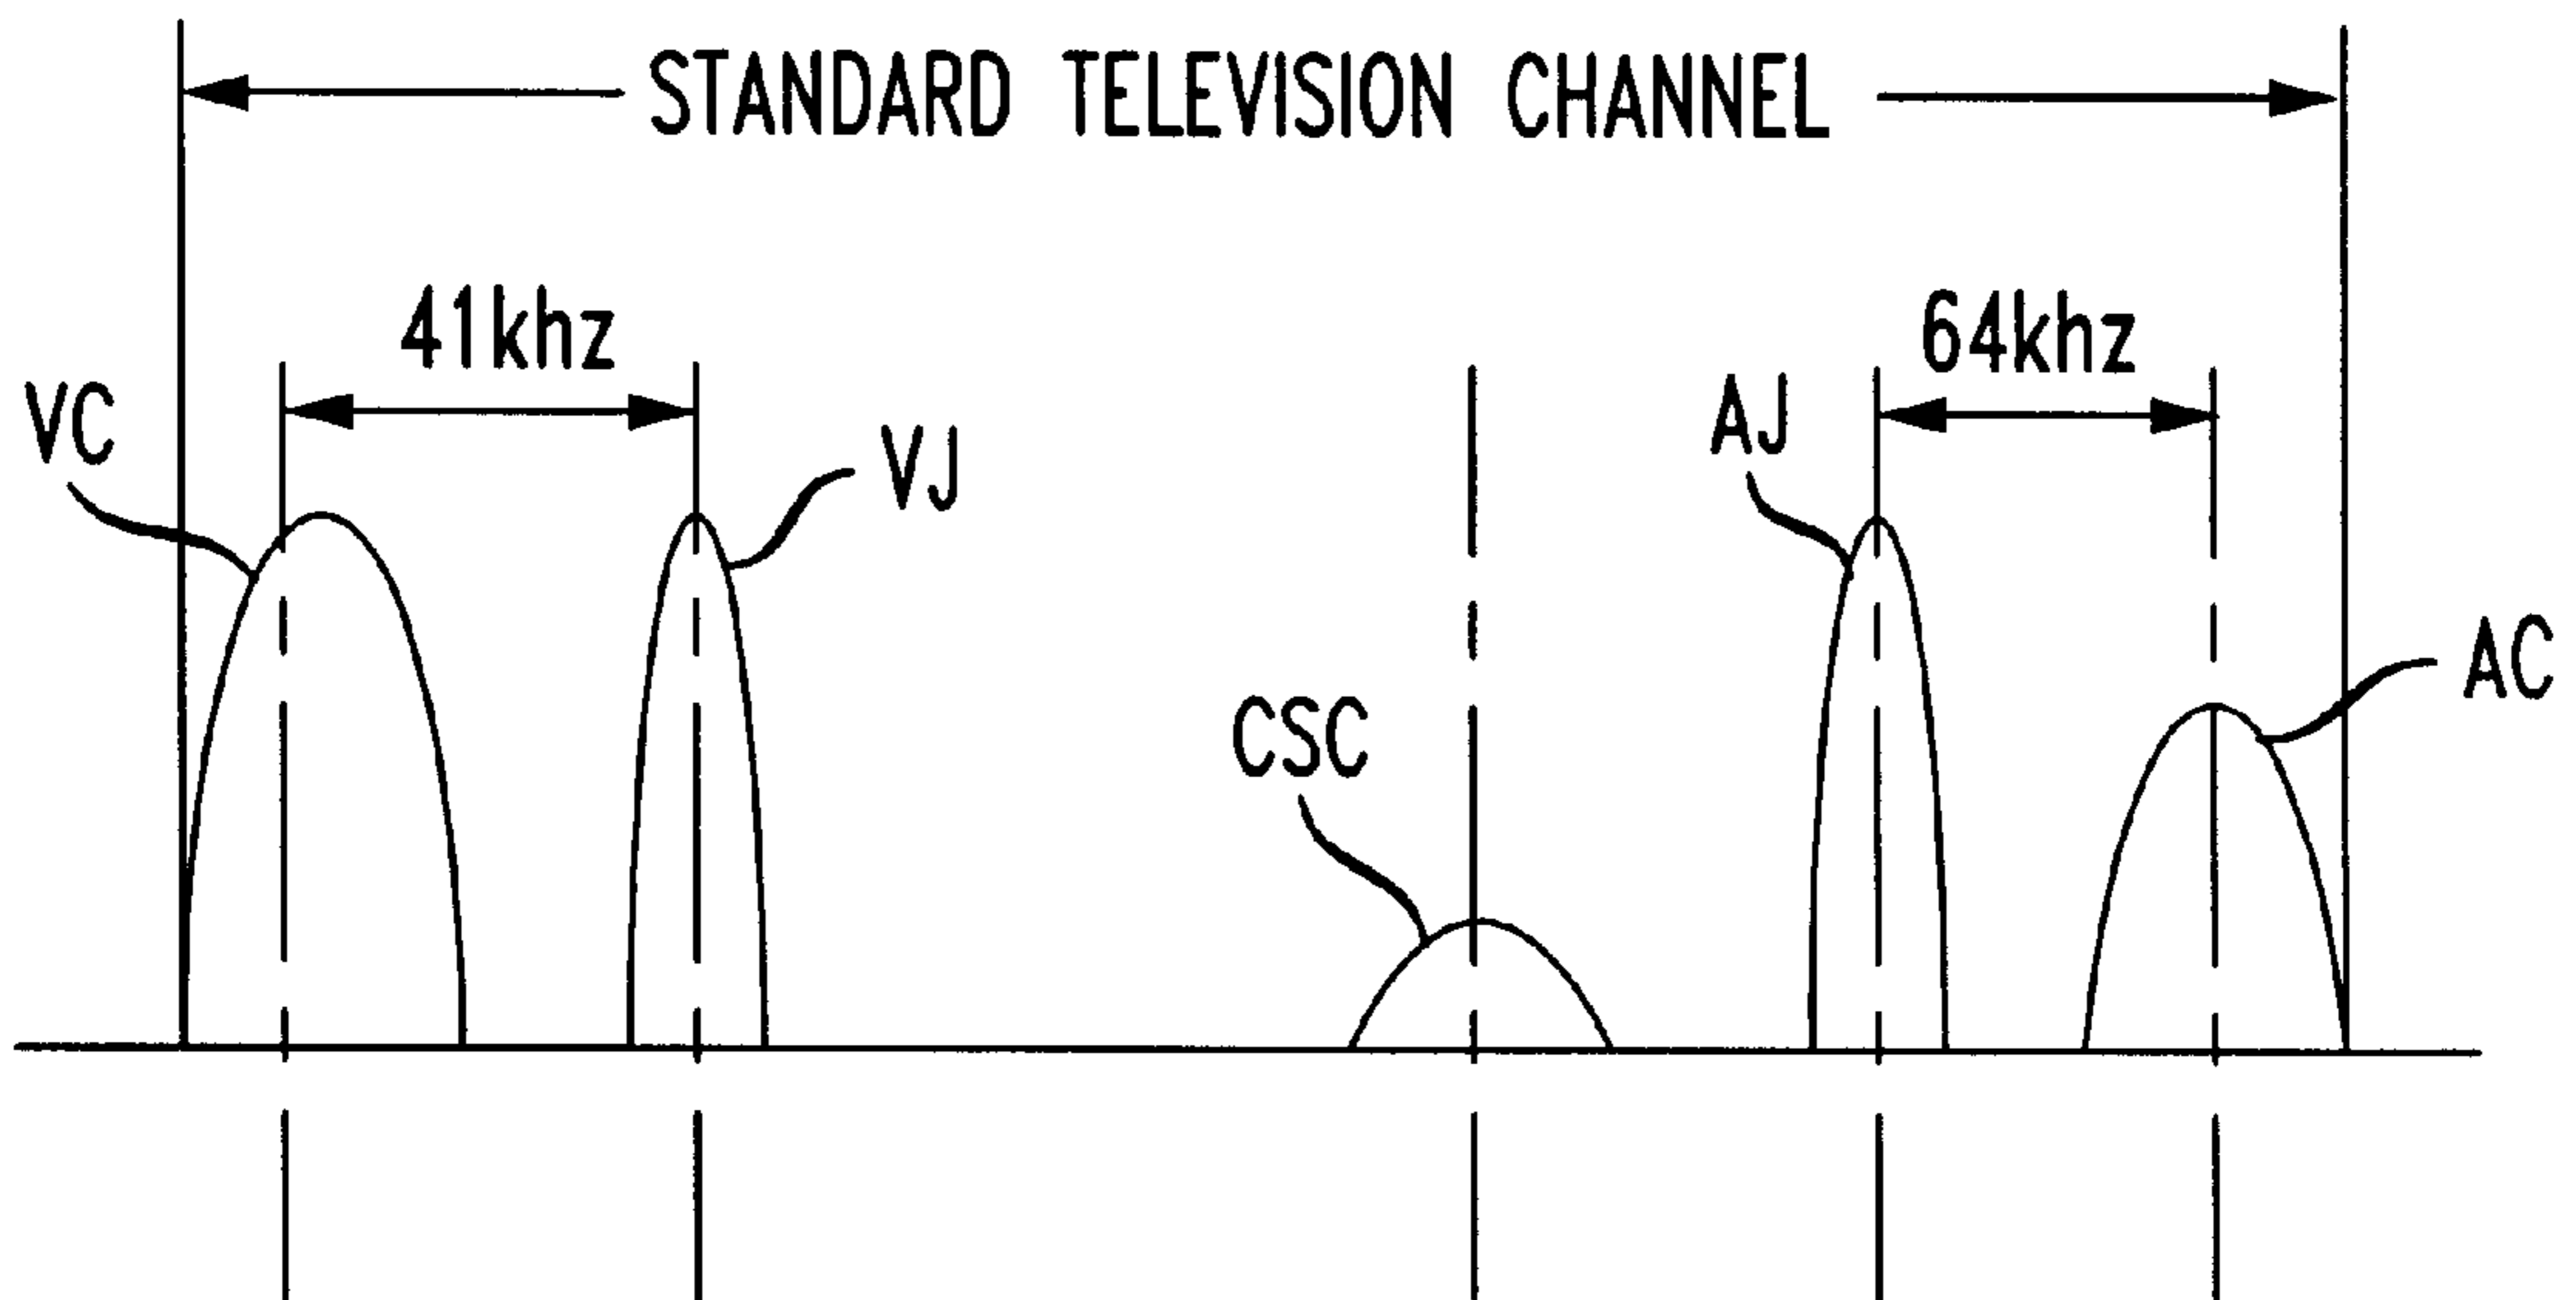 STANDARD TELEVISION CHANNEL
41khz
64khz
VC
VJ
AJ
CSC
AC